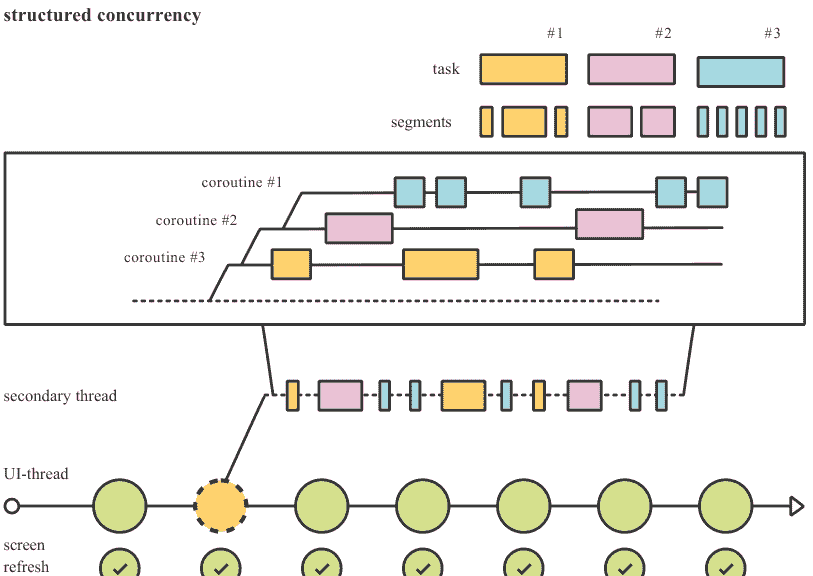 structured concurrency
#1 #2 #3
task
segments
coroutine #1
coroutine #2
coroutine #3
secondary thread
UI-thread
screen
refresh